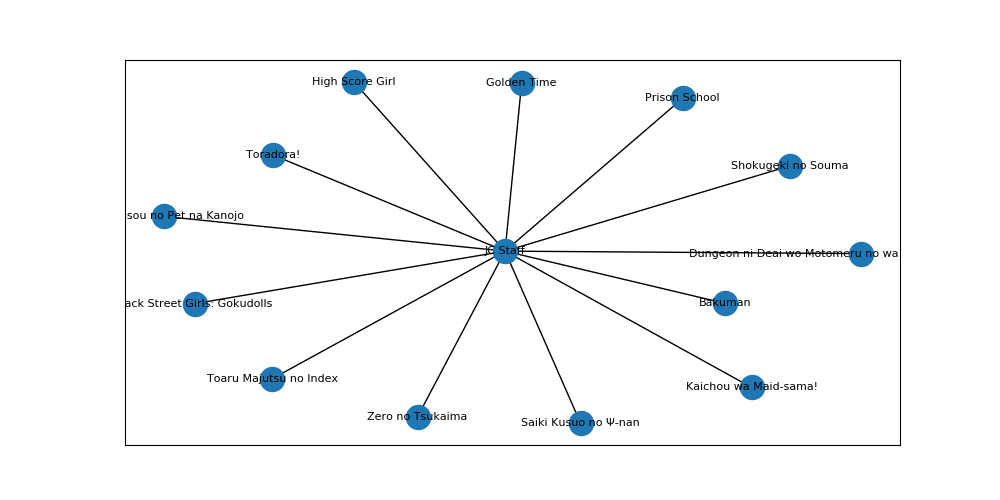 High Score Girl
Golden Time
Prison School
Toradora!
Shokugeki no Souma
sou no Pet na Kanojo
JC Staff
Dungeon ni Deai wo Motomeru no wa
Bakuman
ack Street Girls: Gokudolls
Toaru Majutsu no Index
Kaichou wa Maid-sama!
Zero no Tsukaima
Saiki Kusuo no Ψ-nan